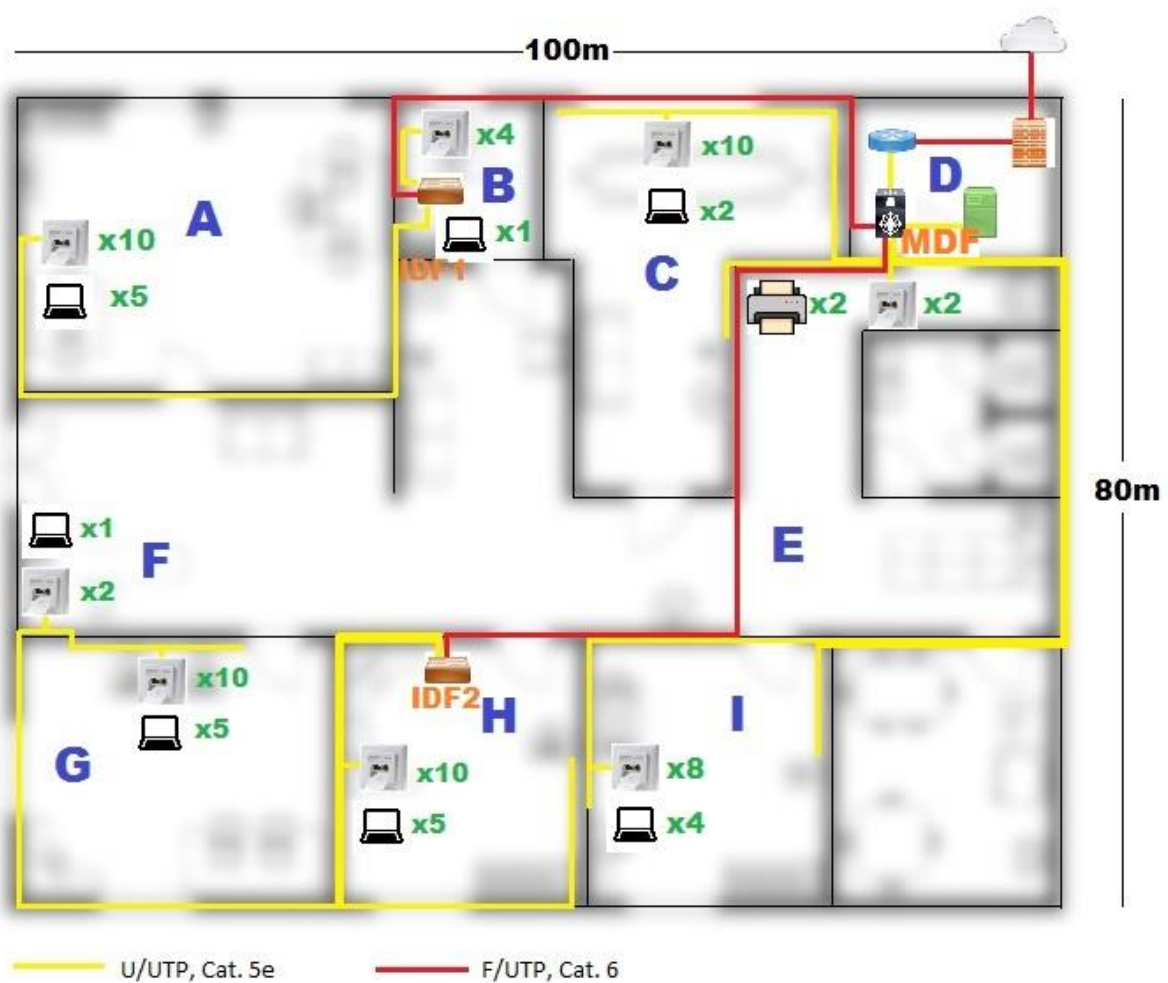 100m
x4
x10
B
D
A
x10
x1
x2
MDF
C
IDF1
x5
x2
x2
80m
x1
E
F
x2
x10
IDF2
H
I
x5
G
x10
x8
x5
x4
U/UTP, Cat. 5e
F/UTP, Cat. 6